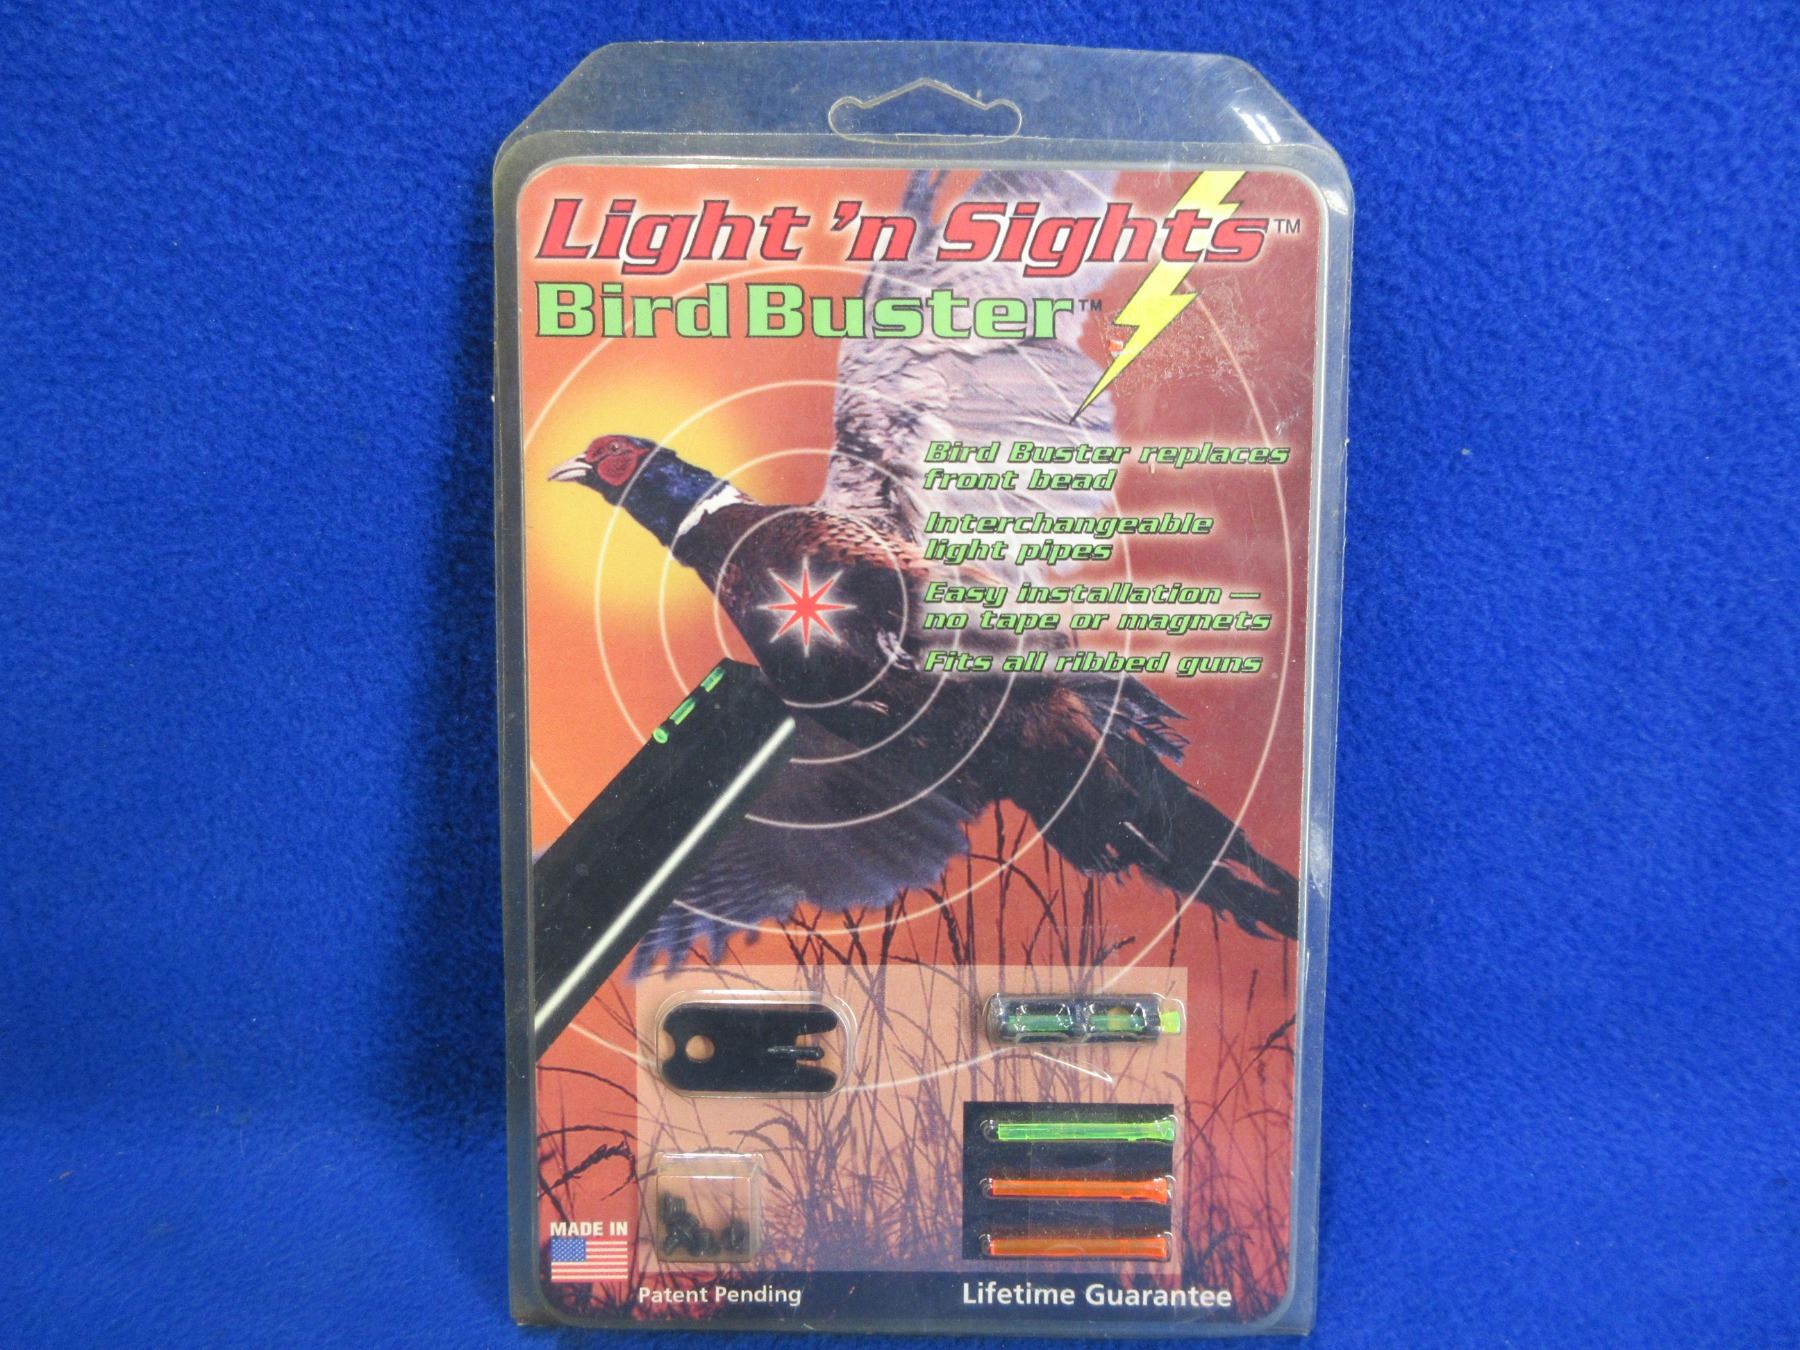 Light 'n Sights™
Bird Buster™
Bird Buster replaces
front bead
Interchangeable
light pipes
Easy installation —
no tape or magnets
Fits all ribbed guns
MADE IN
Patent Pending
Lifetime Guarantee